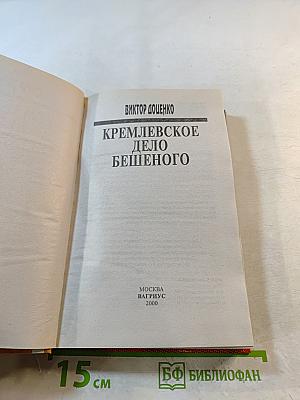 ВИКТОР ДОЦЕНКО
КРЕМЛЕВСКОЕ
ДЕЛО
БЕШЕНОГО
МОСКВА
ВАГРИУС
2000
15 см
БФ БИБЛИОФАН